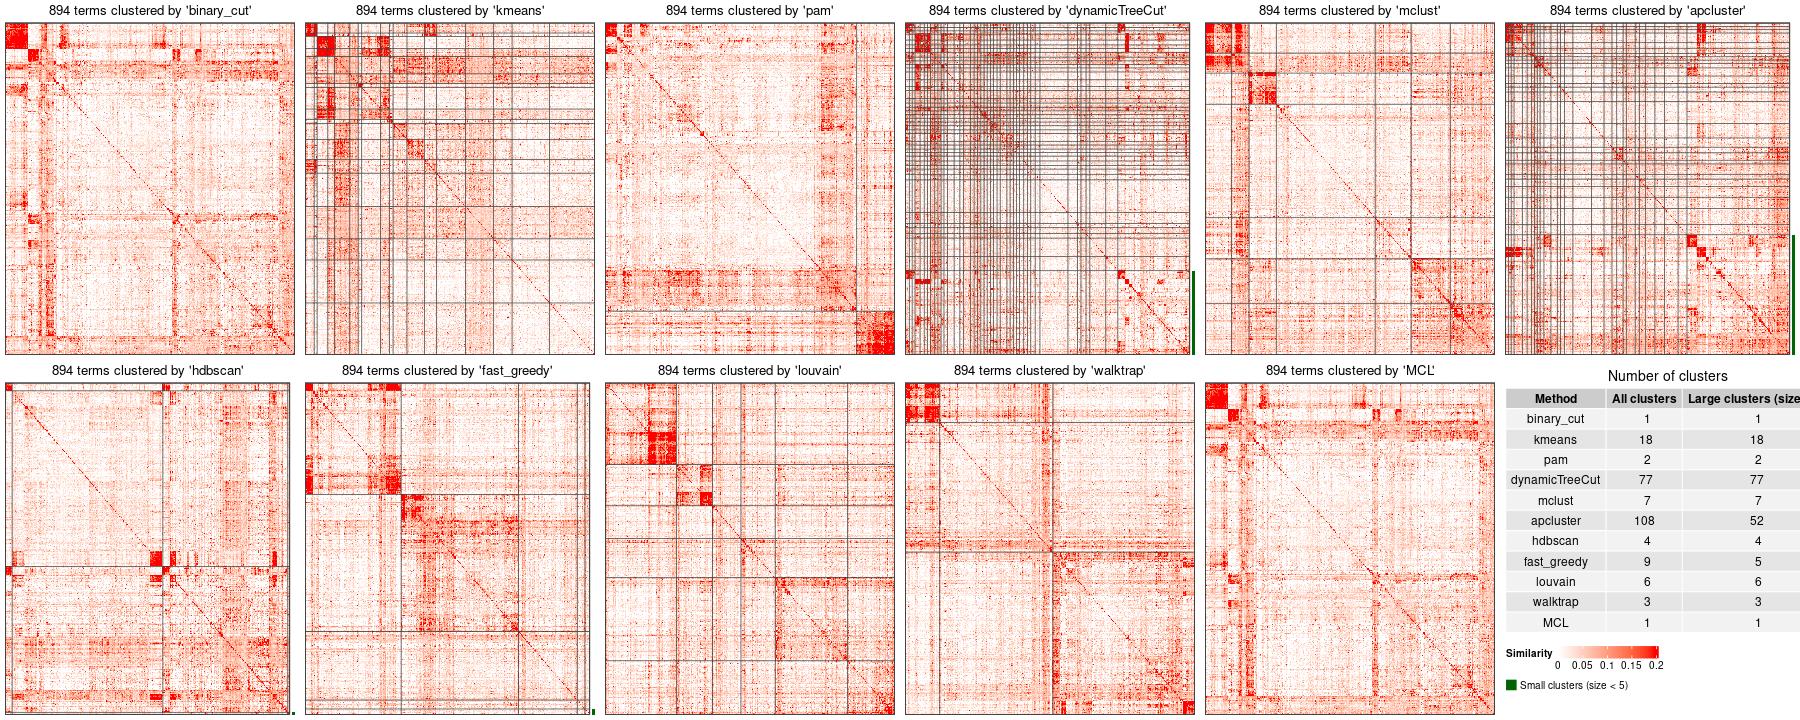 894 terms clustered by 'binary_cut'
894 terms clustered by 'kmeans'
894 terms clustered by 'pam'
894 terms clustered by 'dynamicTreeCut'
894 terms clustered by 'mclust'
894 terms clustered by 'apcluster'
894 terms clustered by 'hdbscan'
894 terms clustered by 'fast_greedy'
894 terms clustered by 'louvain'
894 terms clustered by 'walktrap'
894 terms clustered by 'MCL'
Number of clusters
Method All clusters Large clusters (size
binary_cut 1 1
kmeans 18 18
pam 2 2
dynamicTreeCut 77 77
mclust 7 7
apcluster 108 52
hdbscan 4 4
fast_greedy 9 5
louvain 6 6
walktrap 3 3
MCL 1 1
Similarity
0 0.05 0.1 0.15 0.2
Small clusters (size < 5)